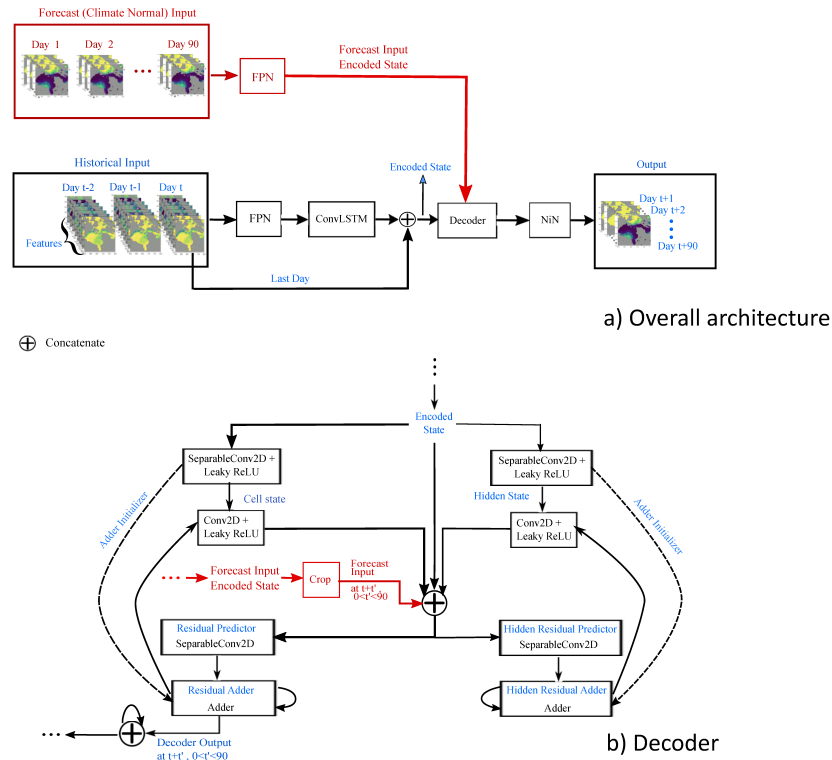 Forecast (Climate Normal) Input
Day 1
Day 2
...
Day 90
FPN
Forecast Input
Encoded State
Historical Input
Day t-2
Day t-1
Day t
Features
FPN
ConvLSTM
Encoded State
Decoder
NiN
Output
Day t+1
Day t+2
Day t+90
Last Day
a) Overall architecture
Concatenate
Encoded
State
SeparableConv2D +
Leaky ReLU
SeparableConv2D +
Leaky ReLU
Adder Initializer
Cell state
Hidden State
Adder Initializer
Conv2D +
Leaky ReLU
Conv2D +
Leaky ReLU
Forecast Input
Encoded State
Crop
Forecast
Input
at t+t' ,
0<t'<90
Residual Predictor
SeparableConv2D
Hidden Residual Predictor
SeparableConv2D
Residual Adder
Adder
Hidden Residual Adder
Adder
Decoder Output
at t+t' , 0<t'<90
b) Decoder